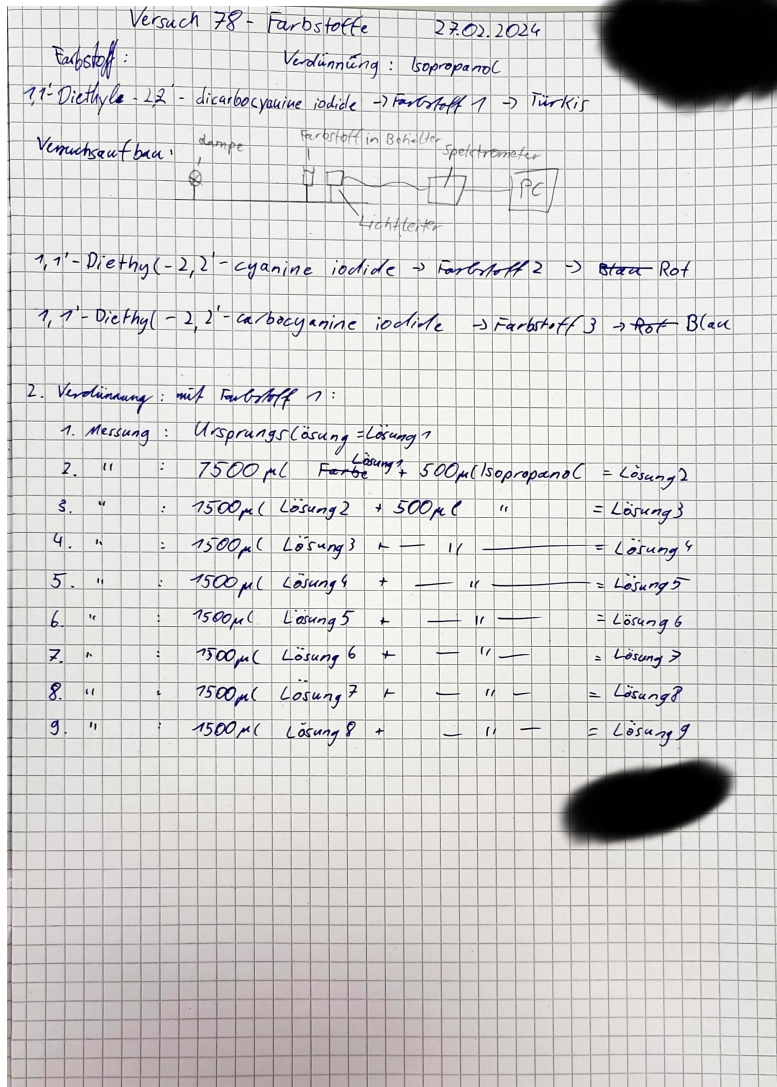 Versuch 78 - Farbstoffe 27.02.2024
Farbstoff: Verdünnung: Isopropanol
1,1'-Diethyle - 2,2' - dicarbocyanine iodide → Farbstoff 1 → Türkis
Versuchsaufbau: Lampe Farbstoff in Behälter Spektrometer
PC
Lichtleiter
1,1'-Diethyl-2,2'-cyanine iodide → Farbstoff 2 → Blau Rot
1,1'-Diethyl-2,2'-carbocyanine iodide → Farbstoff 3 → Rot Blau
2. Verdünnung: mit Farbstoff 1:
1. Messung: Ursprungslösung = Lösung 1
2. " : 1500 µl Farbe Lösung 1 + 500 µl Isopropanol = Lösung 2
3. " : 1500 µl Lösung 2 + 500 µl " = Lösung 3
4. " : 1500 µl Lösung 3 + — " — = Lösung 4
5. " : 1500 µl Lösung 4 + — " — = Lösung 5
6. " : 1500 µl Lösung 5 + — " — = Lösung 6
7. " : 1500 µl Lösung 6 + — " — = Lösung 7
8. " : 1500 µl Lösung 7 + — " — = Lösung 8
9. " : 1500 µl Lösung 8 + — " — = Lösung 9